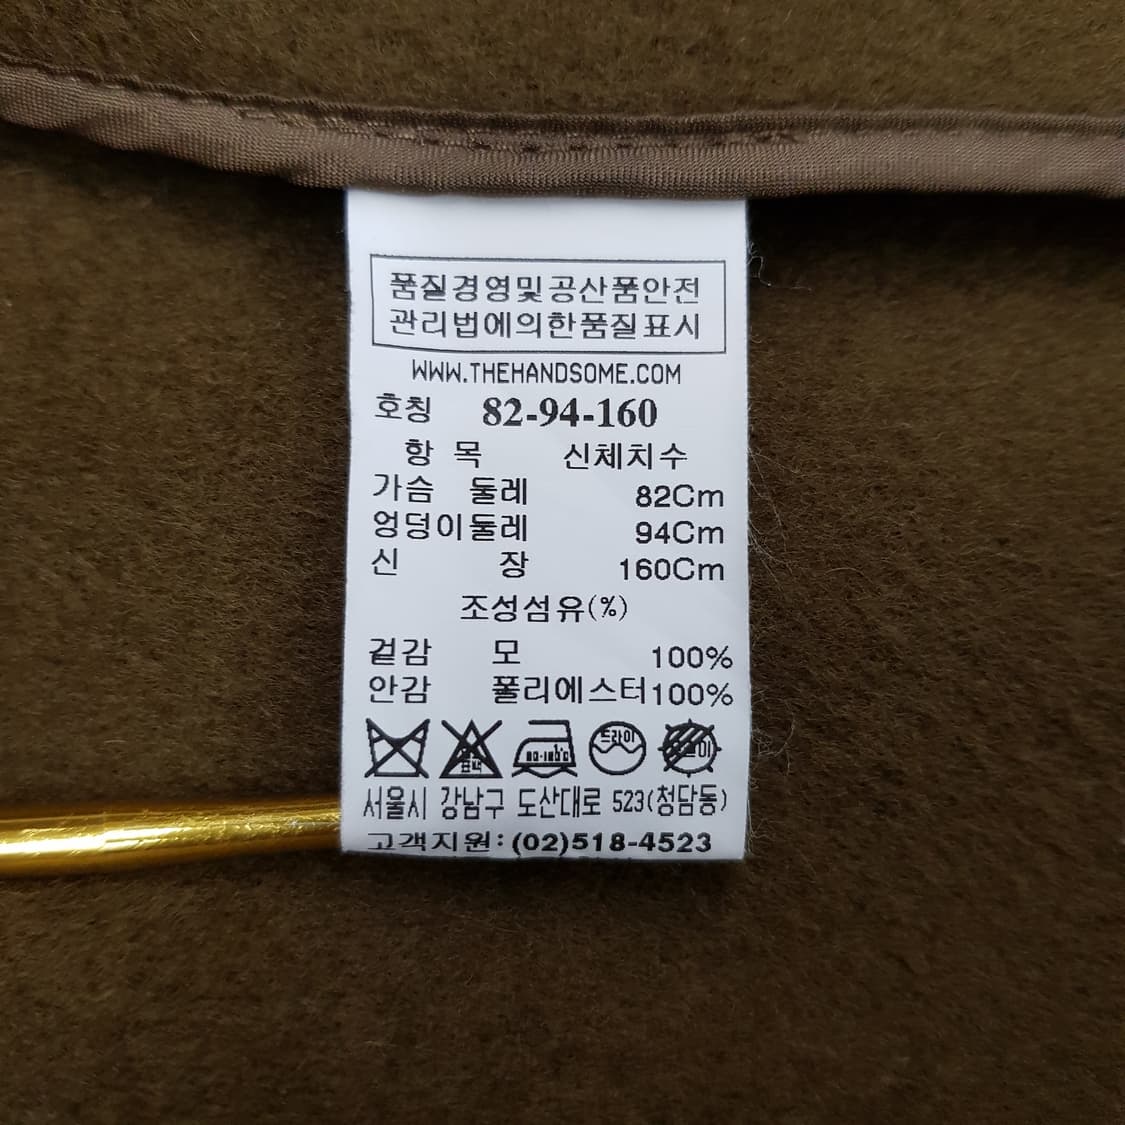 품질경영및공산품안전
관리법에의한품질표시
WWW.THEHANDSOME.COM
호칭 82-94-160
항 목 신체치수
가슴 둘레 82Cm
엉덩이둘레 94Cm
신 장 160Cm
조성섬유(%)
겉감 모 100%
안감 폴리에스터100%
드라이
서울시 강남구 도산대로 523(청담동)
고객지원:(02)518-4523